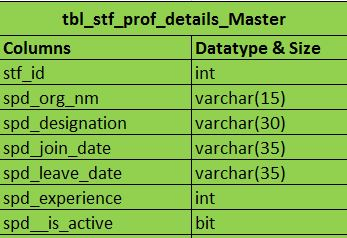 tbl_stf_prof_details_Master
Columns Datatype & Size
stf_id int
spd_org_nm varchar(15)
spd_designation varchar(30)
spd_join_date varchar(35)
spd_leave_date varchar(35)
spd_experience int
spd__is_active bit